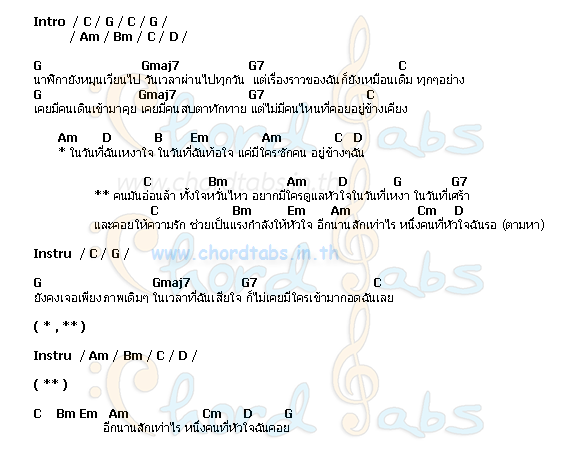 Intro / C / G / C / G /
/ Am / Bm / C / D /
G Gmaj7 G7 C
นาฬิกายังหมุนเวียนไป วันเวลาผ่านไปทุกวัน แต่เรื่องราวของฉันก็ยังเหมือนเดิม ทุกๆอย่าง
G Gmaj7 G7 C
เคยมีคนเดินเข้ามาคุย เคยมีคนสบตาทักทาย แต่ไม่มีคนไหนที่คอยอยู่ข้างเคียง
Am D B Em Am C D
* ในวันที่ฉันเหงาใจ ในวันที่ฉันท้อใจ แค่มีใครซักคน อยู่ข้างๆฉัน
C Bm Am D G G7
** คนมันอ่อนล้า ทั้งใจหวั่นไหว อยากมีใครดูแลหัวใจในวันที่เหงา ในวันที่เศร้า
C Bm Em Am Cm D
และคอยให้ความรัก ช่วยเป็นแรงกำลังให้หัวใจ อีกนานสักเท่าไร หนึ่งคนที่หัวใจฉันรอ (ตามหา)
www.chordtabs.in.th
Instru / C / G /
G Gmaj7 G7 C
ยังคงเจอเพียงภาพเดิมๆ ในเวลาที่ฉันเสียใจ ก็ไม่เคยมีใครเข้ามากอดฉันเลย
( * , ** )
Instru / Am / Bm / C / D /
( ** )
C Bm Em Am Cm D G
อีกนานสักเท่าไร หนึ่งคนที่หัวใจฉันคอย